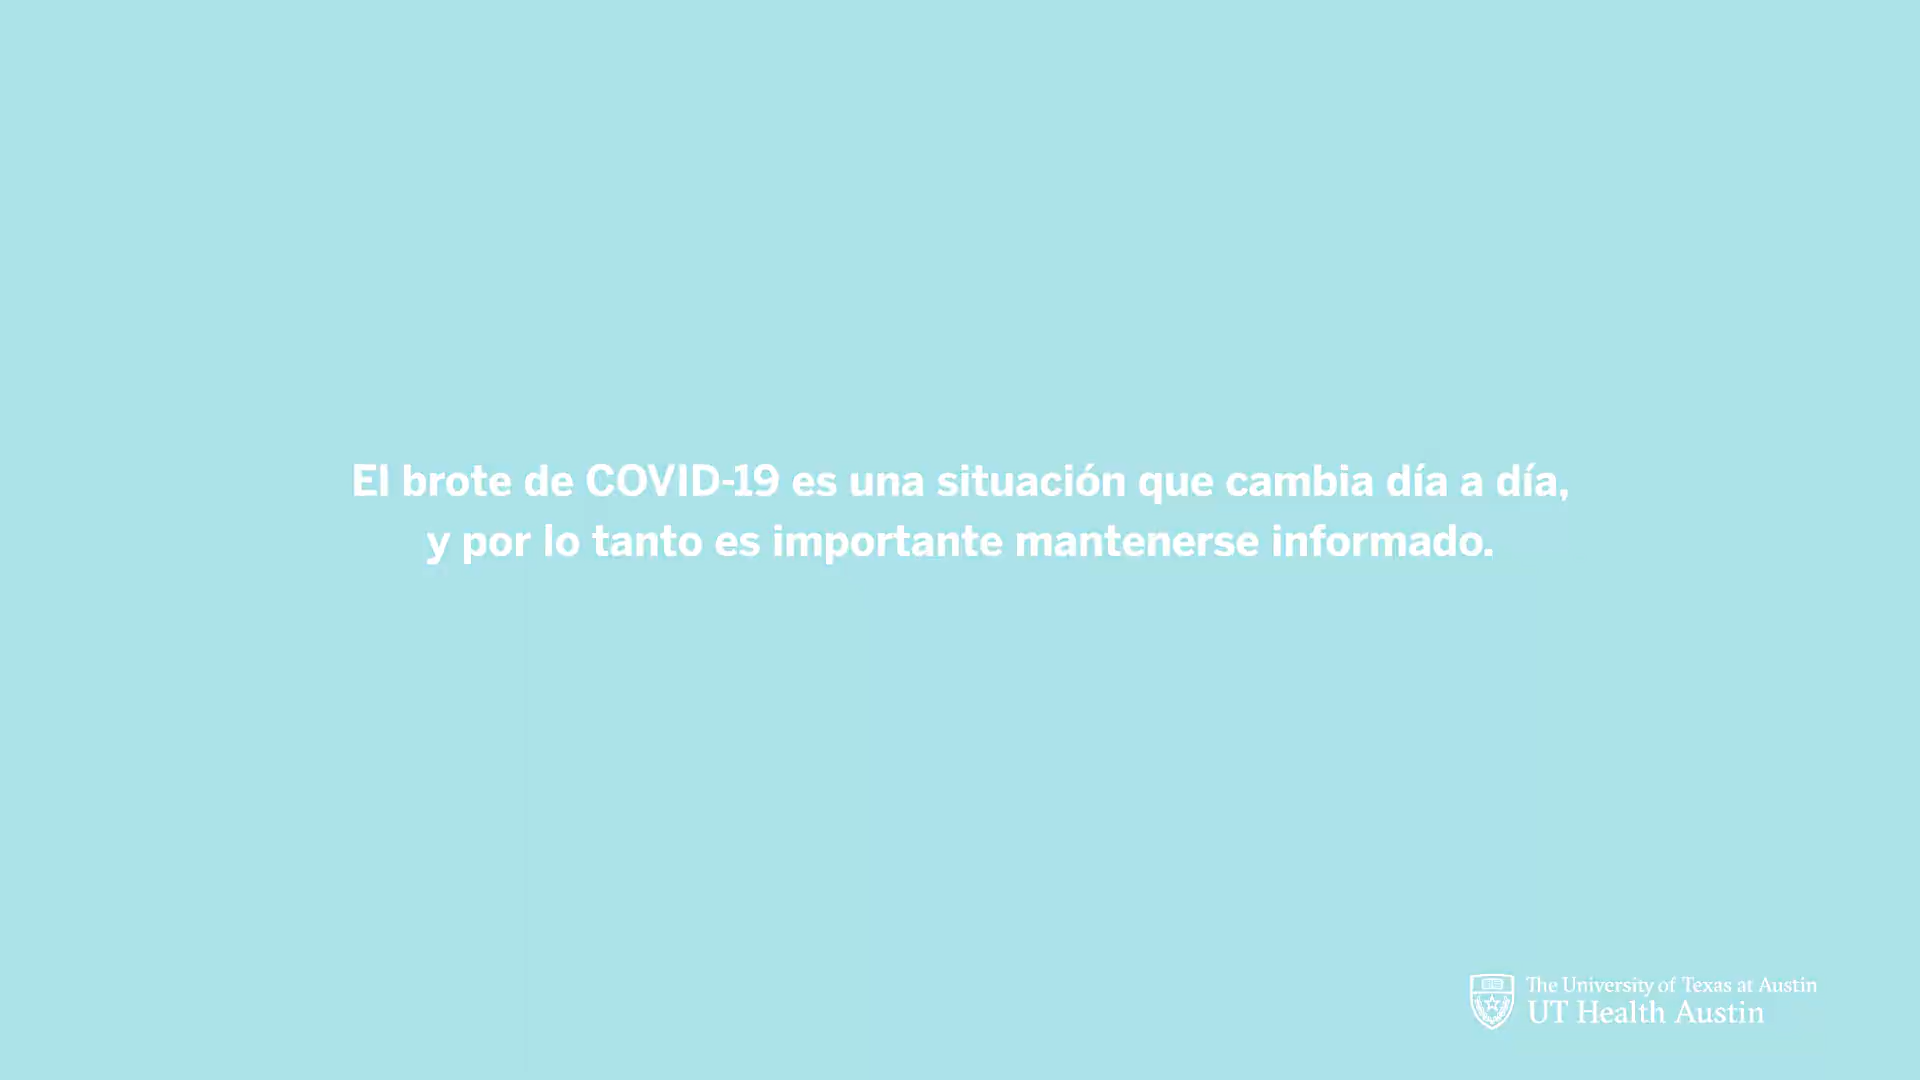 El brote de COVID-19 es una situación que cambia día a día,
y por lo tanto es importante mantenerse informado.
The University of Texas at Austin
UT Health Austin